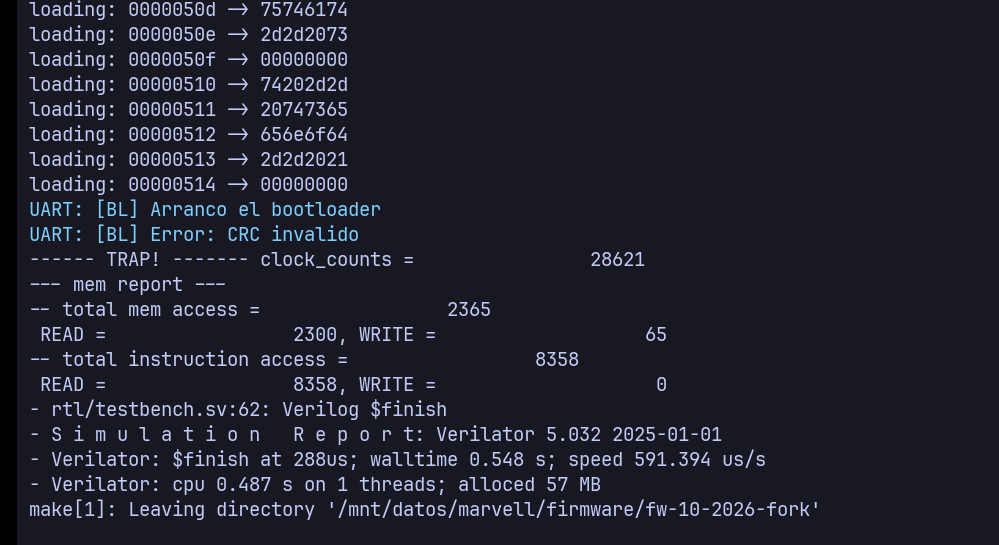 loading: 0000050d -> 75746174
loading: 0000050e -> 2d2d2073
loading: 0000050f -> 00000000
loading: 00000510 -> 74202d2d
loading: 00000511 -> 20747365
loading: 00000512 -> 656e6f64
loading: 00000513 -> 2d2d2021
loading: 00000514 -> 00000000
UART: [BL] Arranco el bootloader
UART: [BL] Error: CRC invalido
------ TRAP! ------- clock_counts =                28621
--- mem report ---
-- total mem access =                 2365
 READ =                 2300, WRITE =                   65
-- total instruction access =                 8358
 READ =                 8358, WRITE =                    0
- rtl/testbench.sv:62: Verilog $finish
- S i m u l a t i o n   R e p o r t: Verilator 5.032 2025-01-01
- Verilator: $finish at 288us; walltime 0.548 s; speed 591.394 us/s
- Verilator: cpu 0.487 s on 1 threads; alloced 57 MB
make[1]: Leaving directory '/mnt/datos/marvell/firmware/fw-10-2026-fork'